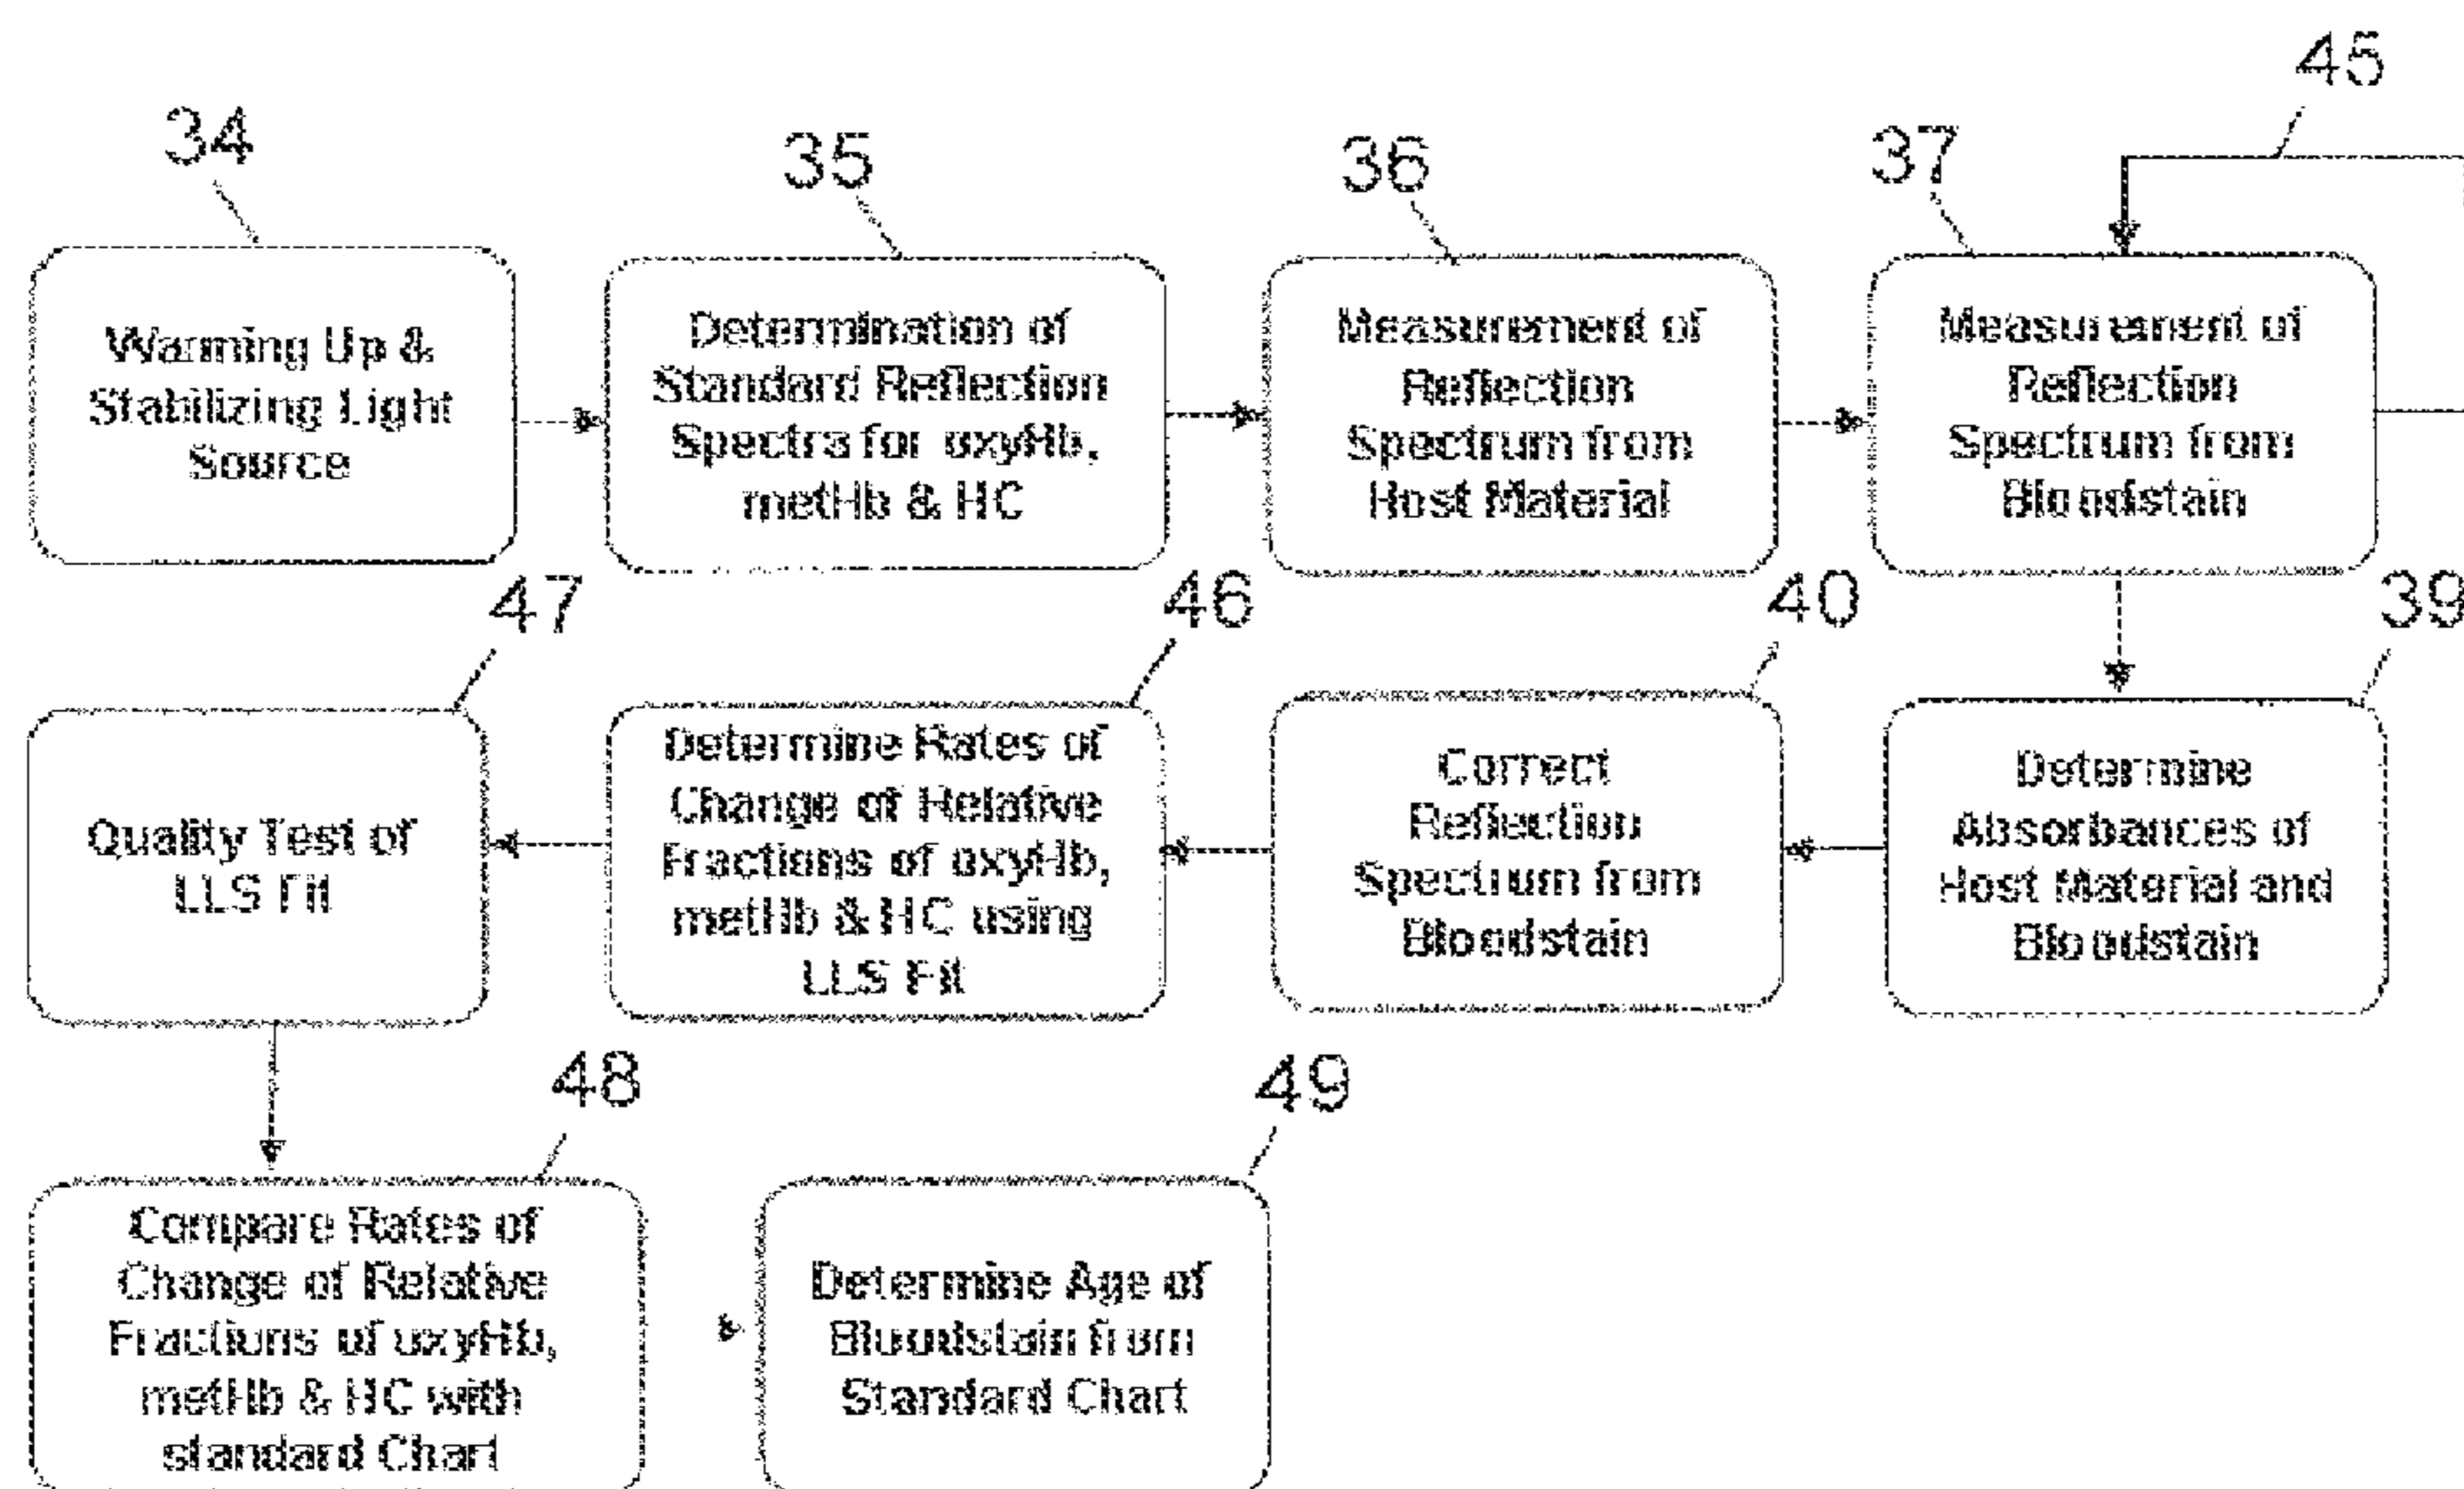 45
34
35
36
37
Warming Up &
Stabilizing Light
Source
Determination of
Standard Reflection
Spectra for oxyHb,
metHb & HC
Measurement of
Reflection
Spectrum from
Host Material
Measurement of
Reflection
Spectrum from
Bloodstain
47
46
40
39
Quality Test of
LLS Fit
Determine Rates of
Change of Relative
Fractions of oxyHb,
metHb & HC using
LLS Fit
Correct
Reflection
Spectrum from
Bloodstain
Determine
Absorbances of
Host Material and
Bloodstain
48
49
Compare Rates of
Change of Relative
Fractions of oxyHb,
metHb & HC with
standard Chart
Determine Age of
Bloodstain from
Standard Chart